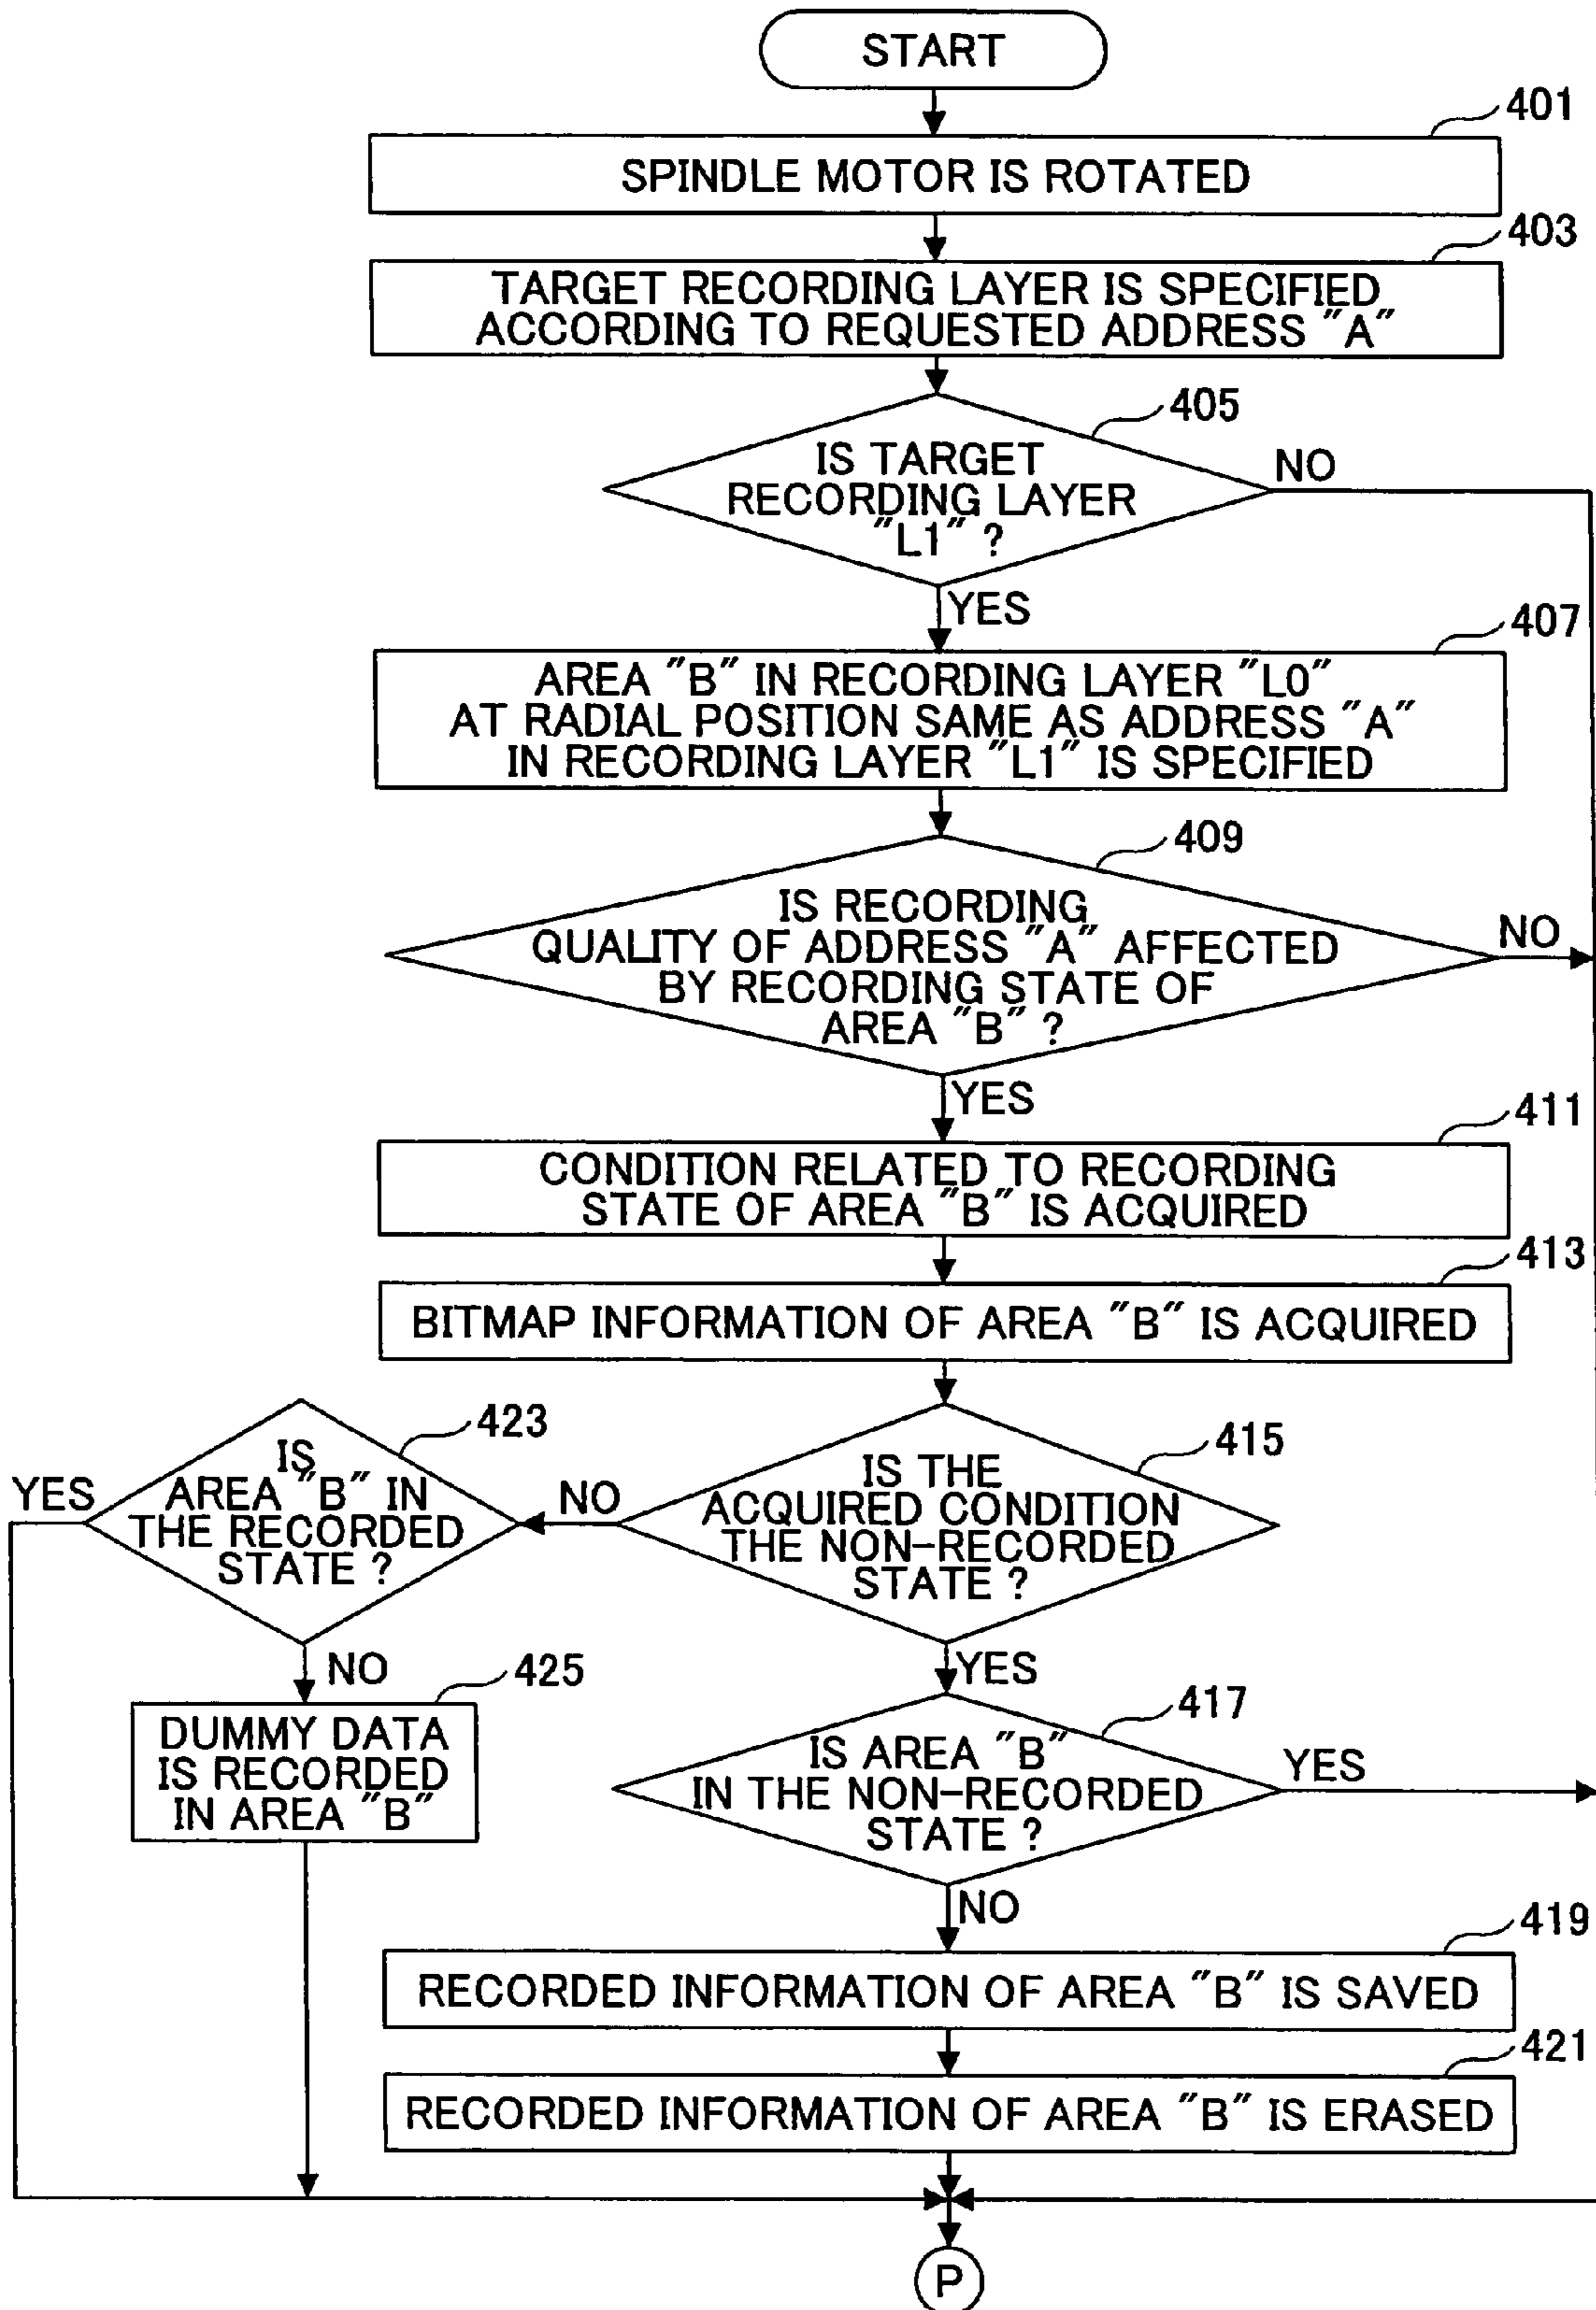 START
401
SPINDLE MOTOR IS ROTATED
403
TARGET RECORDING LAYER IS SPECIFIED
ACCORDING TO REQUESTED ADDRESS "A"
405
IS TARGET
RECORDING LAYER
"L1" ?
NO
YES
407
AREA "B" IN RECORDING LAYER "L0"
AT RADIAL POSITION SAME AS ADDRESS "A"
IN RECORDING LAYER "L1" IS SPECIFIED
409
IS RECORDING
QUALITY OF ADDRESS "A" AFFECTED
BY RECORDING STATE OF
AREA "B" ?
NO
YES
411
CONDITION RELATED TO RECORDING
STATE OF AREA "B" IS ACQUIRED
413
BITMAP INFORMATION OF AREA "B" IS ACQUIRED
415
IS THE
ACQUIRED CONDITION
THE NON-RECORDED
STATE ?
NO
YES
423
IS
AREA "B" IN
THE RECORDED
STATE ?
YES
NO
425
DUMMY DATA
IS RECORDED
IN AREA "B"
417
IS AREA "B"
IN THE NON-RECORDED
STATE ?
YES
NO
419
RECORDED INFORMATION OF AREA "B" IS SAVED
421
RECORDED INFORMATION OF AREA "B" IS ERASED
P